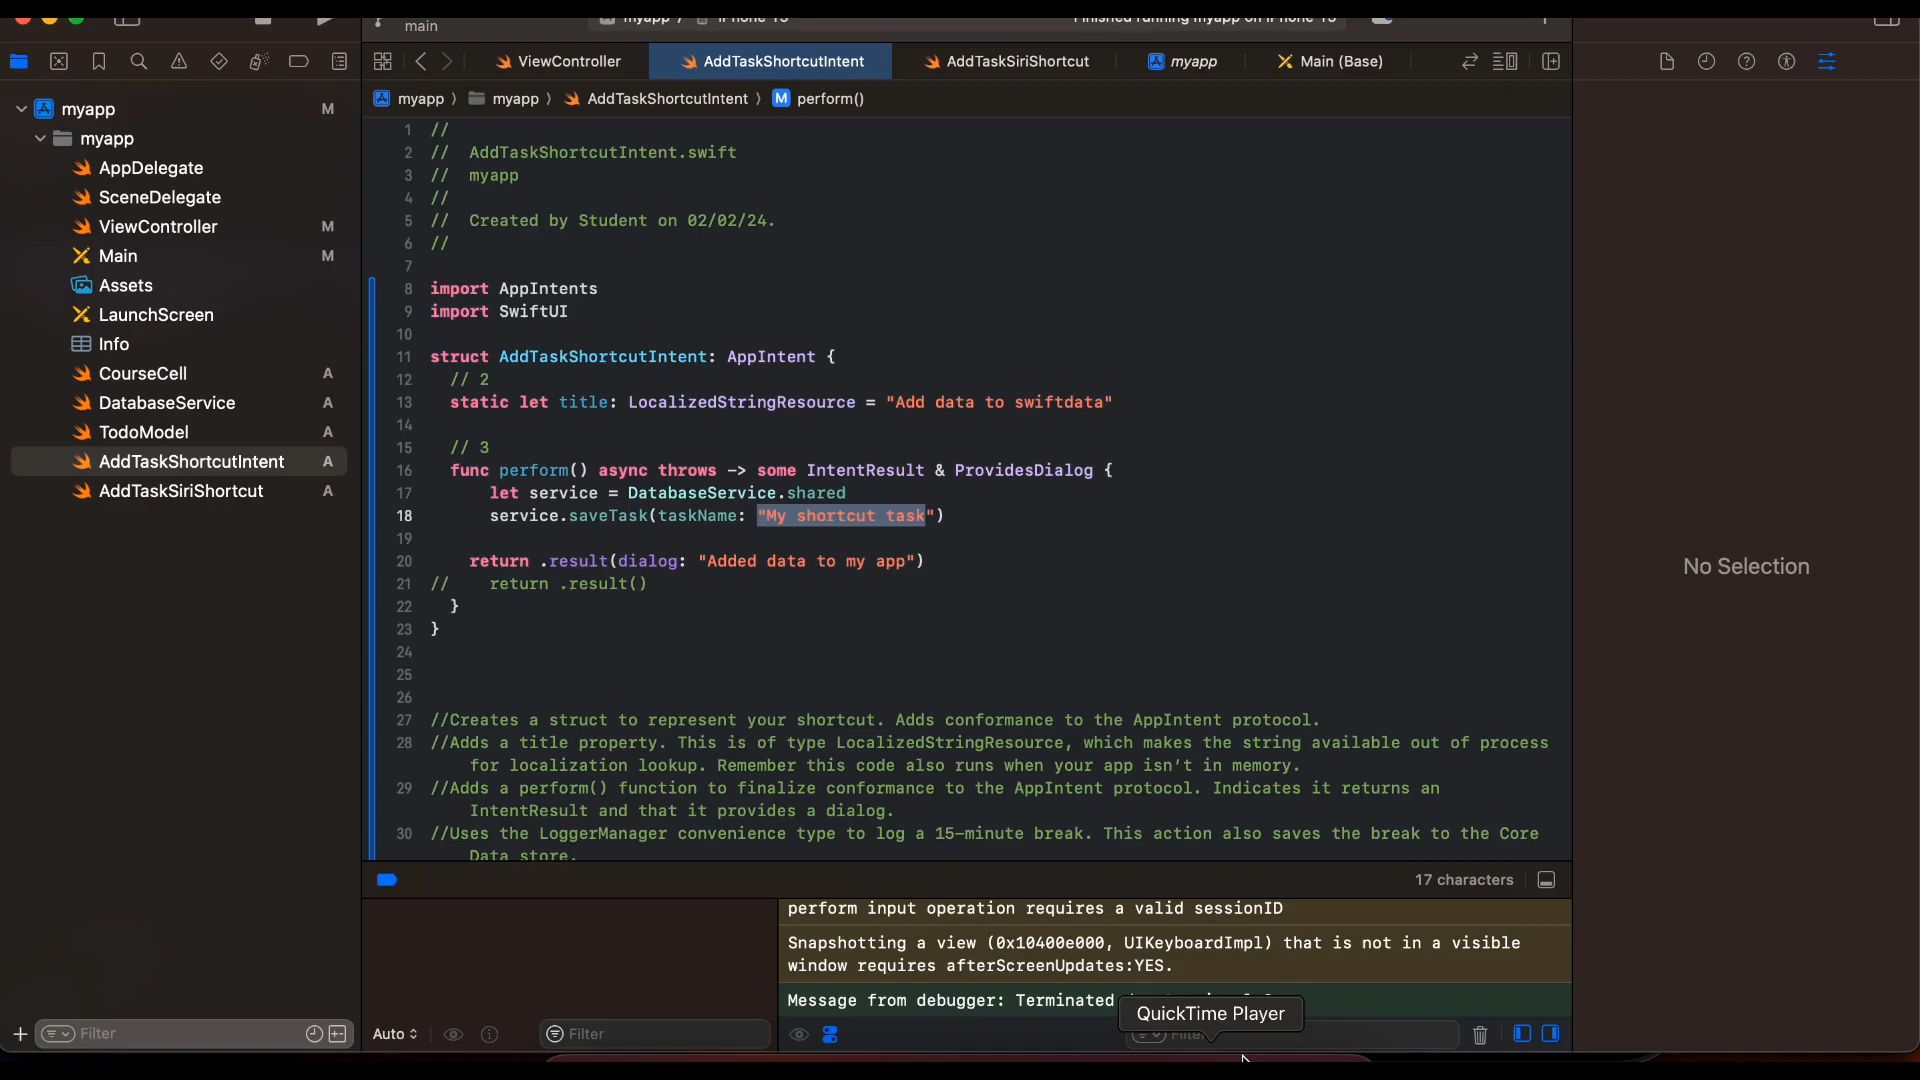 main
myapp
Finished running myapp on iPhone 15
ViewController
AddTaskShortcutIntent
AddTaskSiriShortcut
myapp
Main (Base)
myapp
myapp
AddTaskShortcutIntent
M
perform()
myapp
M
myapp
AppDelegate
SceneDelegate
ViewController
M
Main
M
Assets
LaunchScreen
Info
CourseCell
A
DatabaseService
A
TodoModel
A
AddTaskShortcutIntent
A
AddTaskSiriShortcut
A
1 //
2 // AddTaskShortcutIntent.swift
3 // myapp
4 //
5 // Created by Student on 02/02/24.
6 //
7
8 import AppIntents
9 import SwiftUI
10
11 struct AddTaskShortcutIntent: AppIntent {
12 // 2
13 static let title: LocalizedStringResource = "Add data to swiftdata"
14
15 // 3
16 func perform() async throws -> some IntentResult & ProvidesDialog {
17 let service = DatabaseService.shared
18 service.saveTask(taskName: "My shortcut task")
19
20 return .result(dialog: "Added data to my app")
21 // return .result()
22 }
23 }
24
25
26
27 //Creates a struct to represent your shortcut. Adds conformance to the AppIntent protocol.
28 //Adds a title property. This is of type LocalizedStringResource, which makes the string available out of process
for localization lookup. Remember this code also runs when your app isn't in memory.
29 //Adds a perform() function to finalize conformance to the AppIntent protocol. Indicates it returns an
IntentResult and that it provides a dialog.
30 //Uses the LoggerManager convenience type to log a 15-minute break. This action also saves the break to the Core
Data store.
No Selection
17 characters
perform input operation requires a valid sessionID
Snapshotting a view (0x10400e000, UIKeyboardImpl) that is not in a visible
window requires afterScreenUpdates:YES.
Message from debugger: Terminated
QuickTime Player
Filter
Auto
Filter
Filter